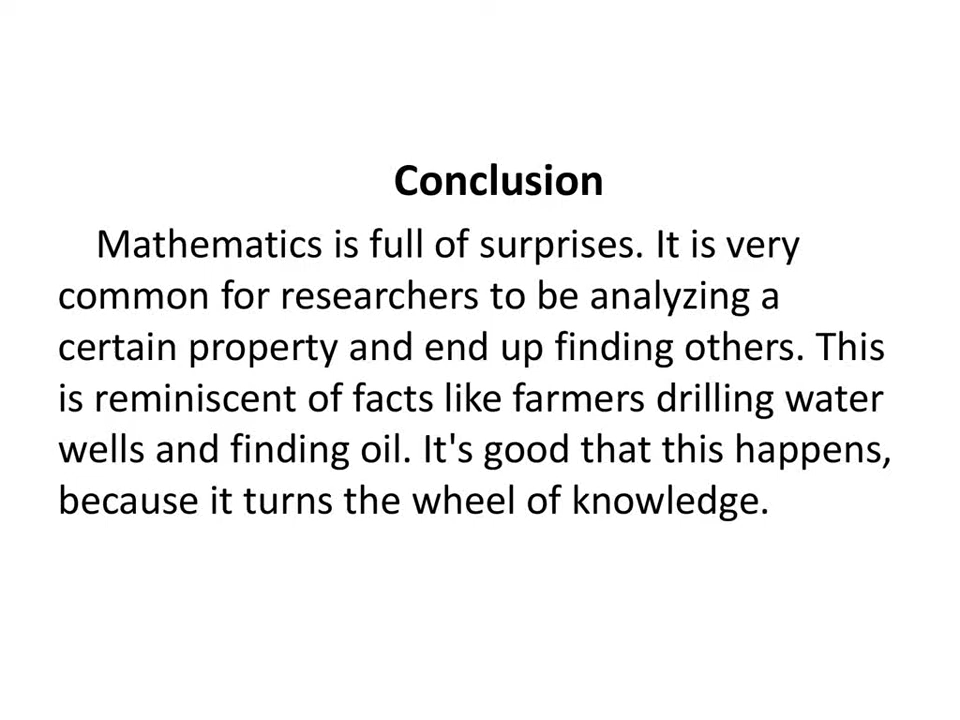 Conclusion
Mathematics is full of surprises. It is very
common for researchers to be analyzing a
certain property and end up finding others. This
is reminiscent of facts like farmers drilling water
wells and finding oil. It's good that this happens,
because it turns the wheel of knowledge.